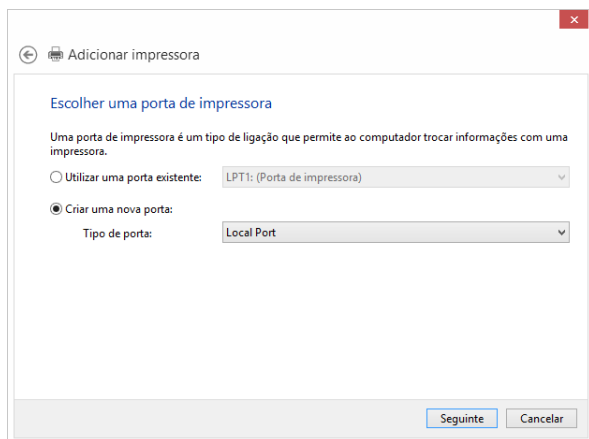 Adicionar impressora
Escolher uma porta de impressora
Uma porta de impressora é um tipo de ligação que permite ao computador trocar informações com uma
impressora.
Utilizar uma porta existente: LPT1: (Porta de impressora)
Criar uma nova porta:
Tipo de porta: Local Port
Seguinte Cancelar